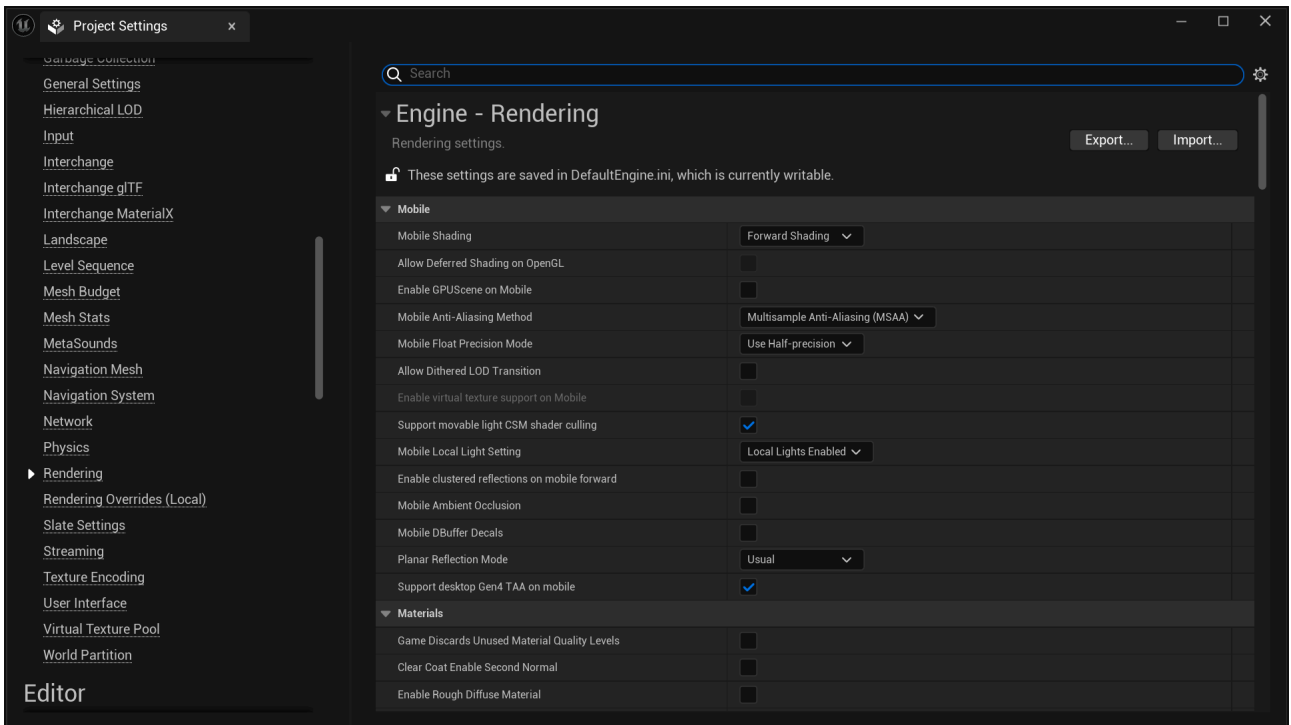 Project Settings
Garbage Collection
General Settings
Hierarchical LOD
Input
Interchange
Interchange glTF
Interchange MaterialX
Landscape
Level Sequence
Mesh Budget
Mesh Stats
MetaSounds
Navigation Mesh
Navigation System
Network
Physics
Rendering
Rendering Overrides (Local)
Slate Settings
Streaming
Texture Encoding
User Interface
Virtual Texture Pool
World Partition
Editor
Search
Engine - Rendering
Rendering settings.
Export... Import...
These settings are saved in DefaultEngine.ini, which is currently writable.
Mobile
Mobile Shading Forward Shading
Allow Deferred Shading on OpenGL
Enable GPUScene on Mobile
Mobile Anti-Aliasing Method Multisample Anti-Aliasing (MSAA)
Mobile Float Precision Mode Use Half-precision
Allow Dithered LOD Transition
Enable virtual texture support on Mobile
Support movable light CSM shader culling
Mobile Local Light Setting Local Lights Enabled
Enable clustered reflections on mobile forward
Mobile Ambient Occlusion
Mobile DBuffer Decals
Planar Reflection Mode Usual
Support desktop Gen4 TAA on mobile
Materials
Game Discards Unused Material Quality Levels
Clear Coat Enable Second Normal
Enable Rough Diffuse Material